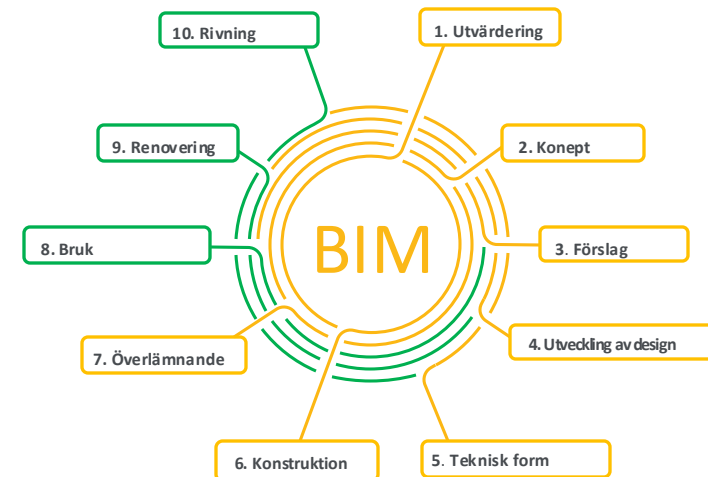 1. Utvärdering
2. Konept
3. Förslag
4. Utveckling av design
5. Teknisk form
6. Konstruktion
7. Överlämnande
8. Bruk
9. Renovering
10. Rivning
BIM